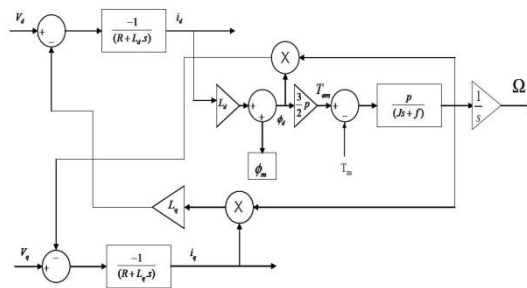 V_d
+
−
-1
(R+L_d.s)
i_d
X
L_d
+
+
ϕ_d
3
2
p
T_em
+
−
p
(Js+f)
1
s
Ω
ϕ_m
T_m
L_q
X
V_q
+
−
-1
(R+L_q.s)
i_q